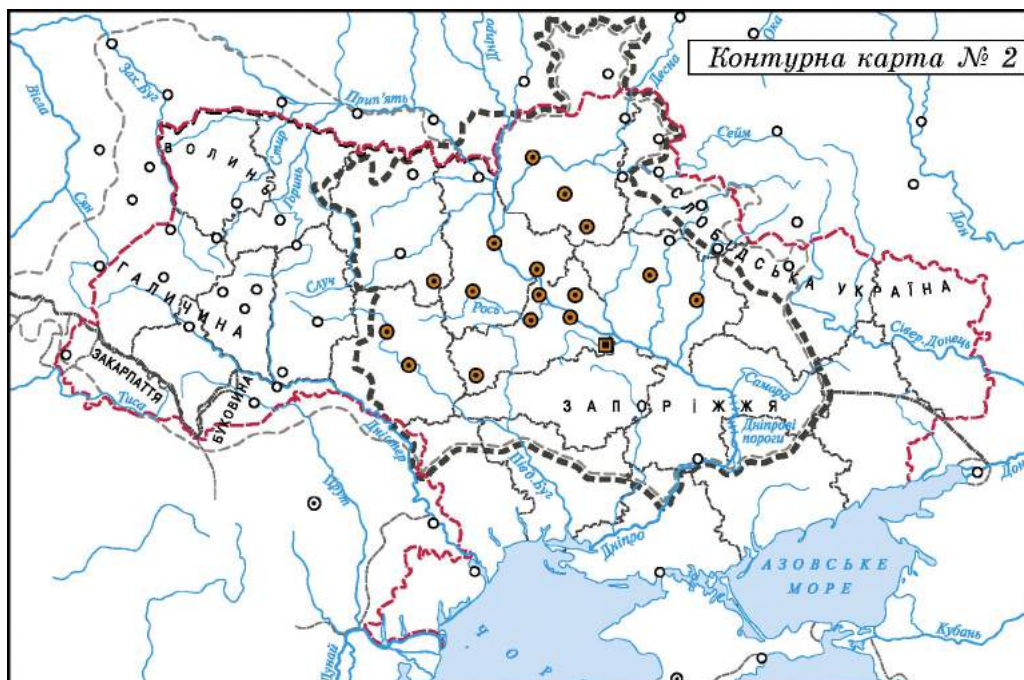 Контурна карта № 2
Зах. Буг
Вісла
Прип'ять
Дніпро
Десна
Ока
Сейм
Дон
ВОЛИНЬ
Стир
Горинь
Сян
СЛОБІДСЬКА УКРАЇНА
ГАЛИЧИНА
Случ
Рось
Сівер. Донець
ЗАКАРПАТТЯ
БУКОВИНА
Тиса
ЗАПОРІЖЖЯ
Самара
Дніпрові
пороги
Дністер
Прут
Півд. Буг
Дніпро
Дон
АЗОВСЬКЕ
МОРЕ
Кубань
Дунай
ЧОР